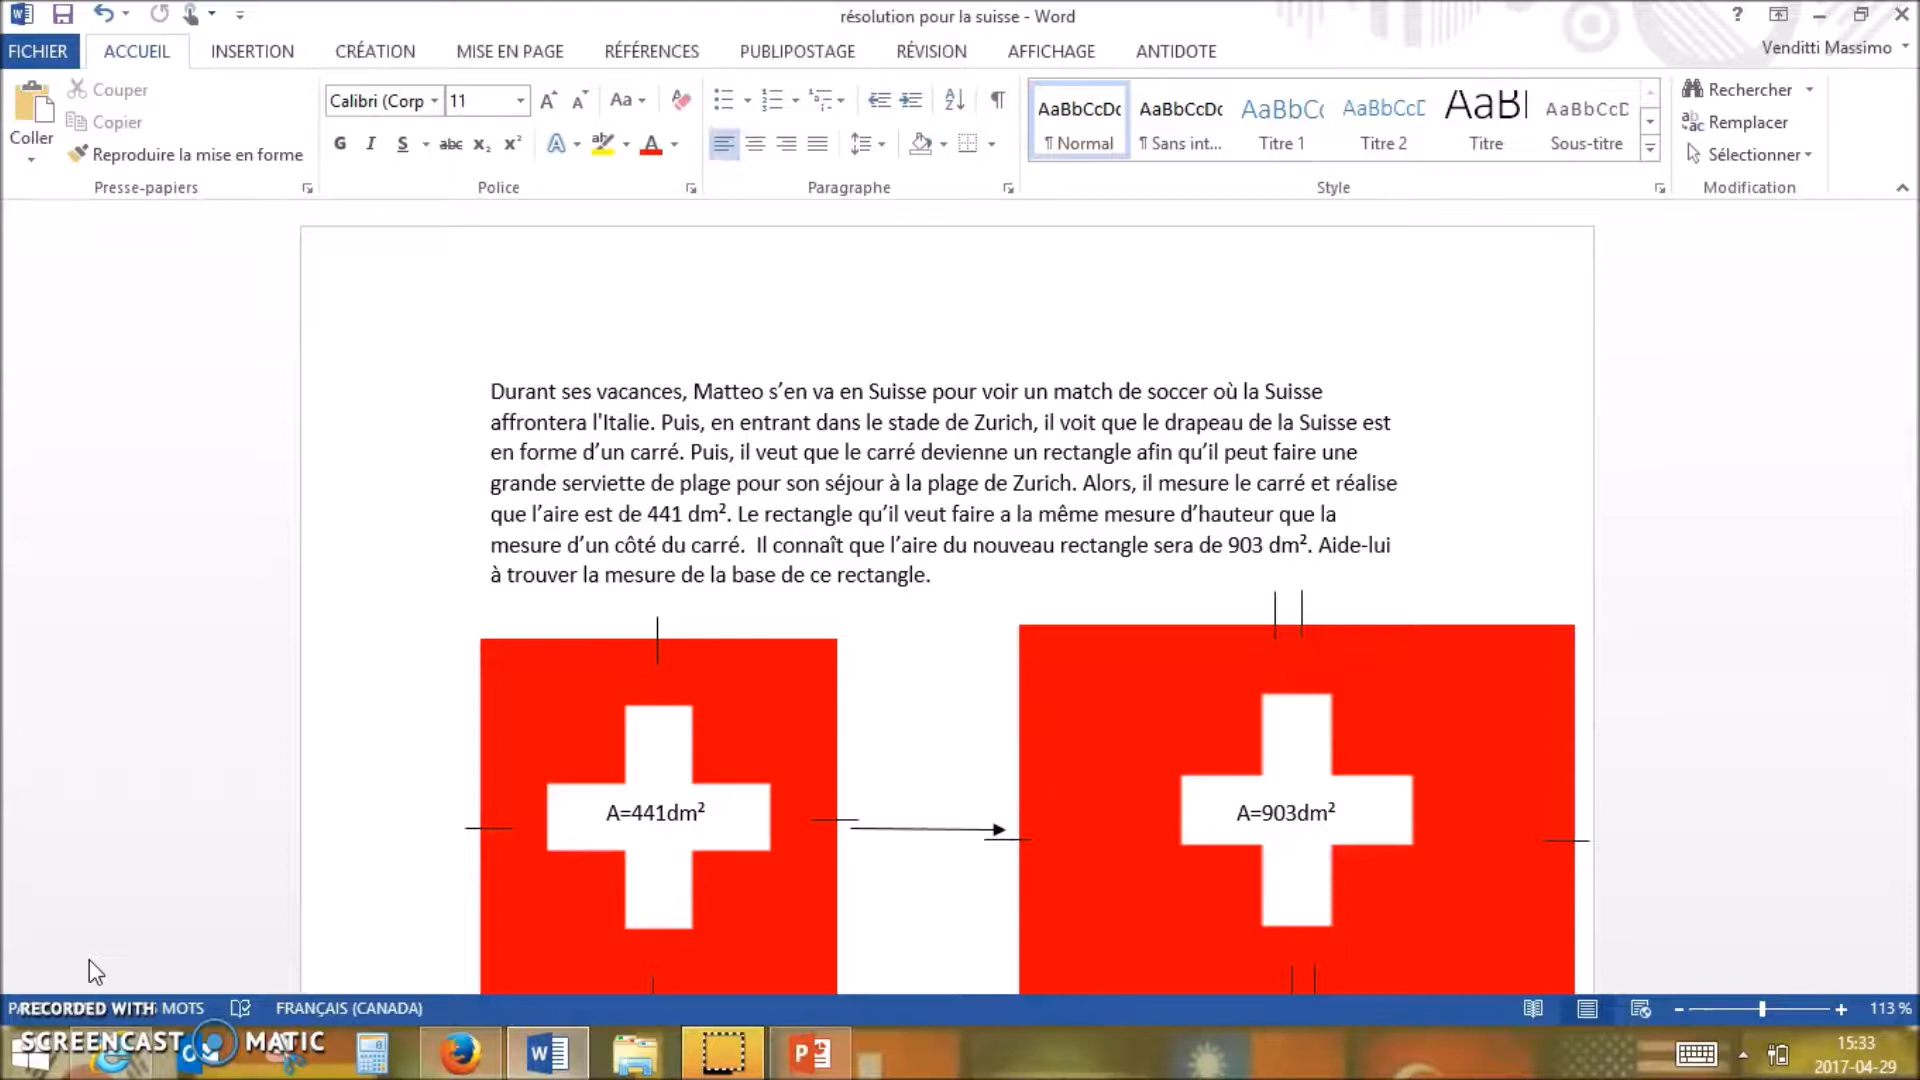 résolution pour la suisse - Word
?
FICHIER ACCUEIL INSERTION CRÉATION MISE EN PAGE RÉFÉRENCES PUBLIPOSTAGE RÉVISION AFFICHAGE ANTIDOTE Venditti Massimo
Coller
Couper
Copier
Reproduire la mise en forme
Presse-papiers
Calibri (Corp 11
Aa
G I S abc x₂ x²
A
A
Police
Paragraphe
AaBbCcDc AaBbCcDc AaBbCc AaBbCcD AaBl AaBbCcD
¶ Normal ¶ Sans int... Titre 1 Titre 2 Titre Sous-titre
Style
Rechercher
Remplacer
Sélectionner
Modification
Durant ses vacances, Matteo s’en va en Suisse pour voir un match de soccer où la Suisse
affrontera l'Italie. Puis, en entrant dans le stade de Zurich, il voit que le drapeau de la Suisse est
en forme d’un carré. Puis, il veut que le carré devienne un rectangle afin qu’il peut faire une
grande serviette de plage pour son séjour à la plage de Zurich. Alors, il mesure le carré et réalise
que l’aire est de 441 dm². Le rectangle qu’il veut faire a la même mesure d’hauteur que la
mesure d’un côté du carré.  Il connaît que l’aire du nouveau rectangle sera de 903 dm². Aide-lui
à trouver la mesure de la base de ce rectangle.
A=441dm²
A=903dm²
MOTS FRANÇAIS (CANADA) 113 %
RECORDED WITH
SCREENCAST MATIC
15:33
2017-04-29